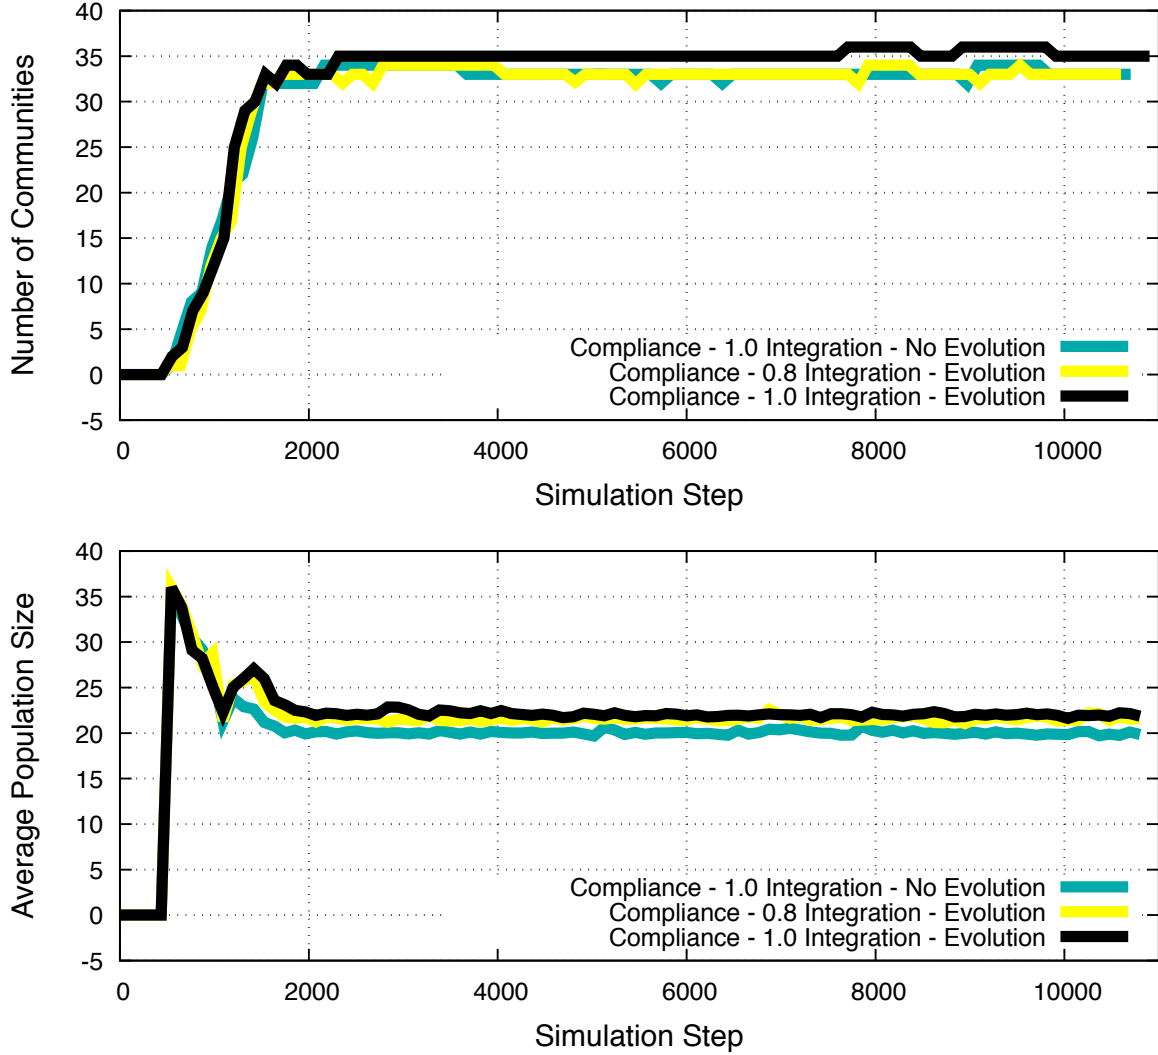 40
35
30
25
20
15
10
5
0
-5
Number of Communities
Compliance - 1.0 Integration - No Evolution
Compliance - 0.8 Integration - Evolution
Compliance - 1.0 Integration - Evolution
0 2000 4000 6000 8000 10000
Simulation Step
40
35
30
25
20
15
10
5
0
-5
Average Population Size
Compliance - 1.0 Integration - No Evolution
Compliance - 0.8 Integration - Evolution
Compliance - 1.0 Integration - Evolution
0 2000 4000 6000 8000 10000
Simulation Step